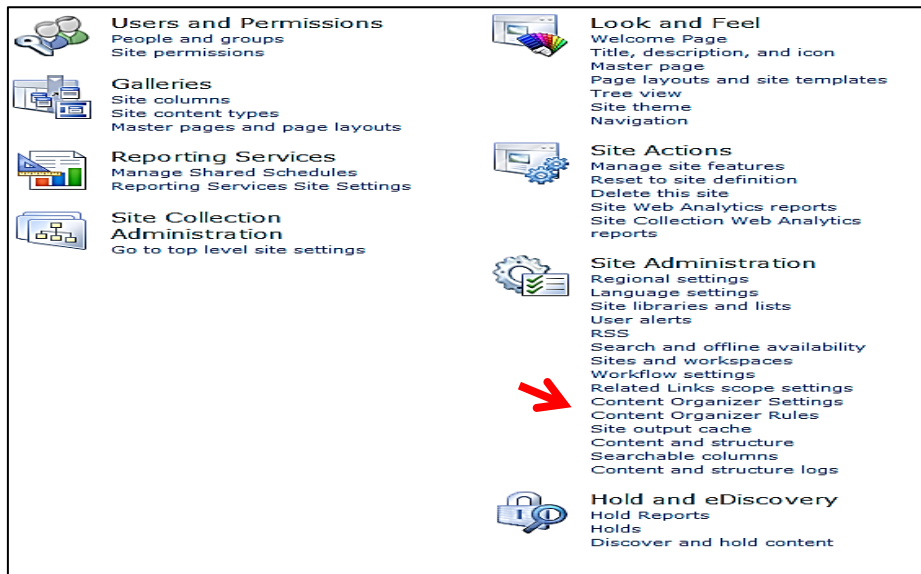 Users and Permissions
People and groups
Site permissions
Galleries
Site columns
Site content types
Master pages and page layouts
Reporting Services
Manage Shared Schedules
Reporting Services Site Settings
Site Collection
Administration
Go to top level site settings
Look and Feel
Welcome Page
Title, description, and icon
Master page
Page layouts and site templates
Tree view
Site theme
Navigation
Site Actions
Manage site features
Reset to site definition
Delete this site
Site Web Analytics reports
Site Collection Web Analytics
reports
Site Administration
Regional settings
Language settings
Site libraries and lists
User alerts
RSS
Search and offline availability
Sites and workspaces
Workflow settings
Related Links scope settings
Content Organizer Settings
Content Organizer Rules
Site output cache
Content and structure
Searchable columns
Content and structure logs
Hold and eDiscovery
Hold Reports
Holds
Discover and hold content